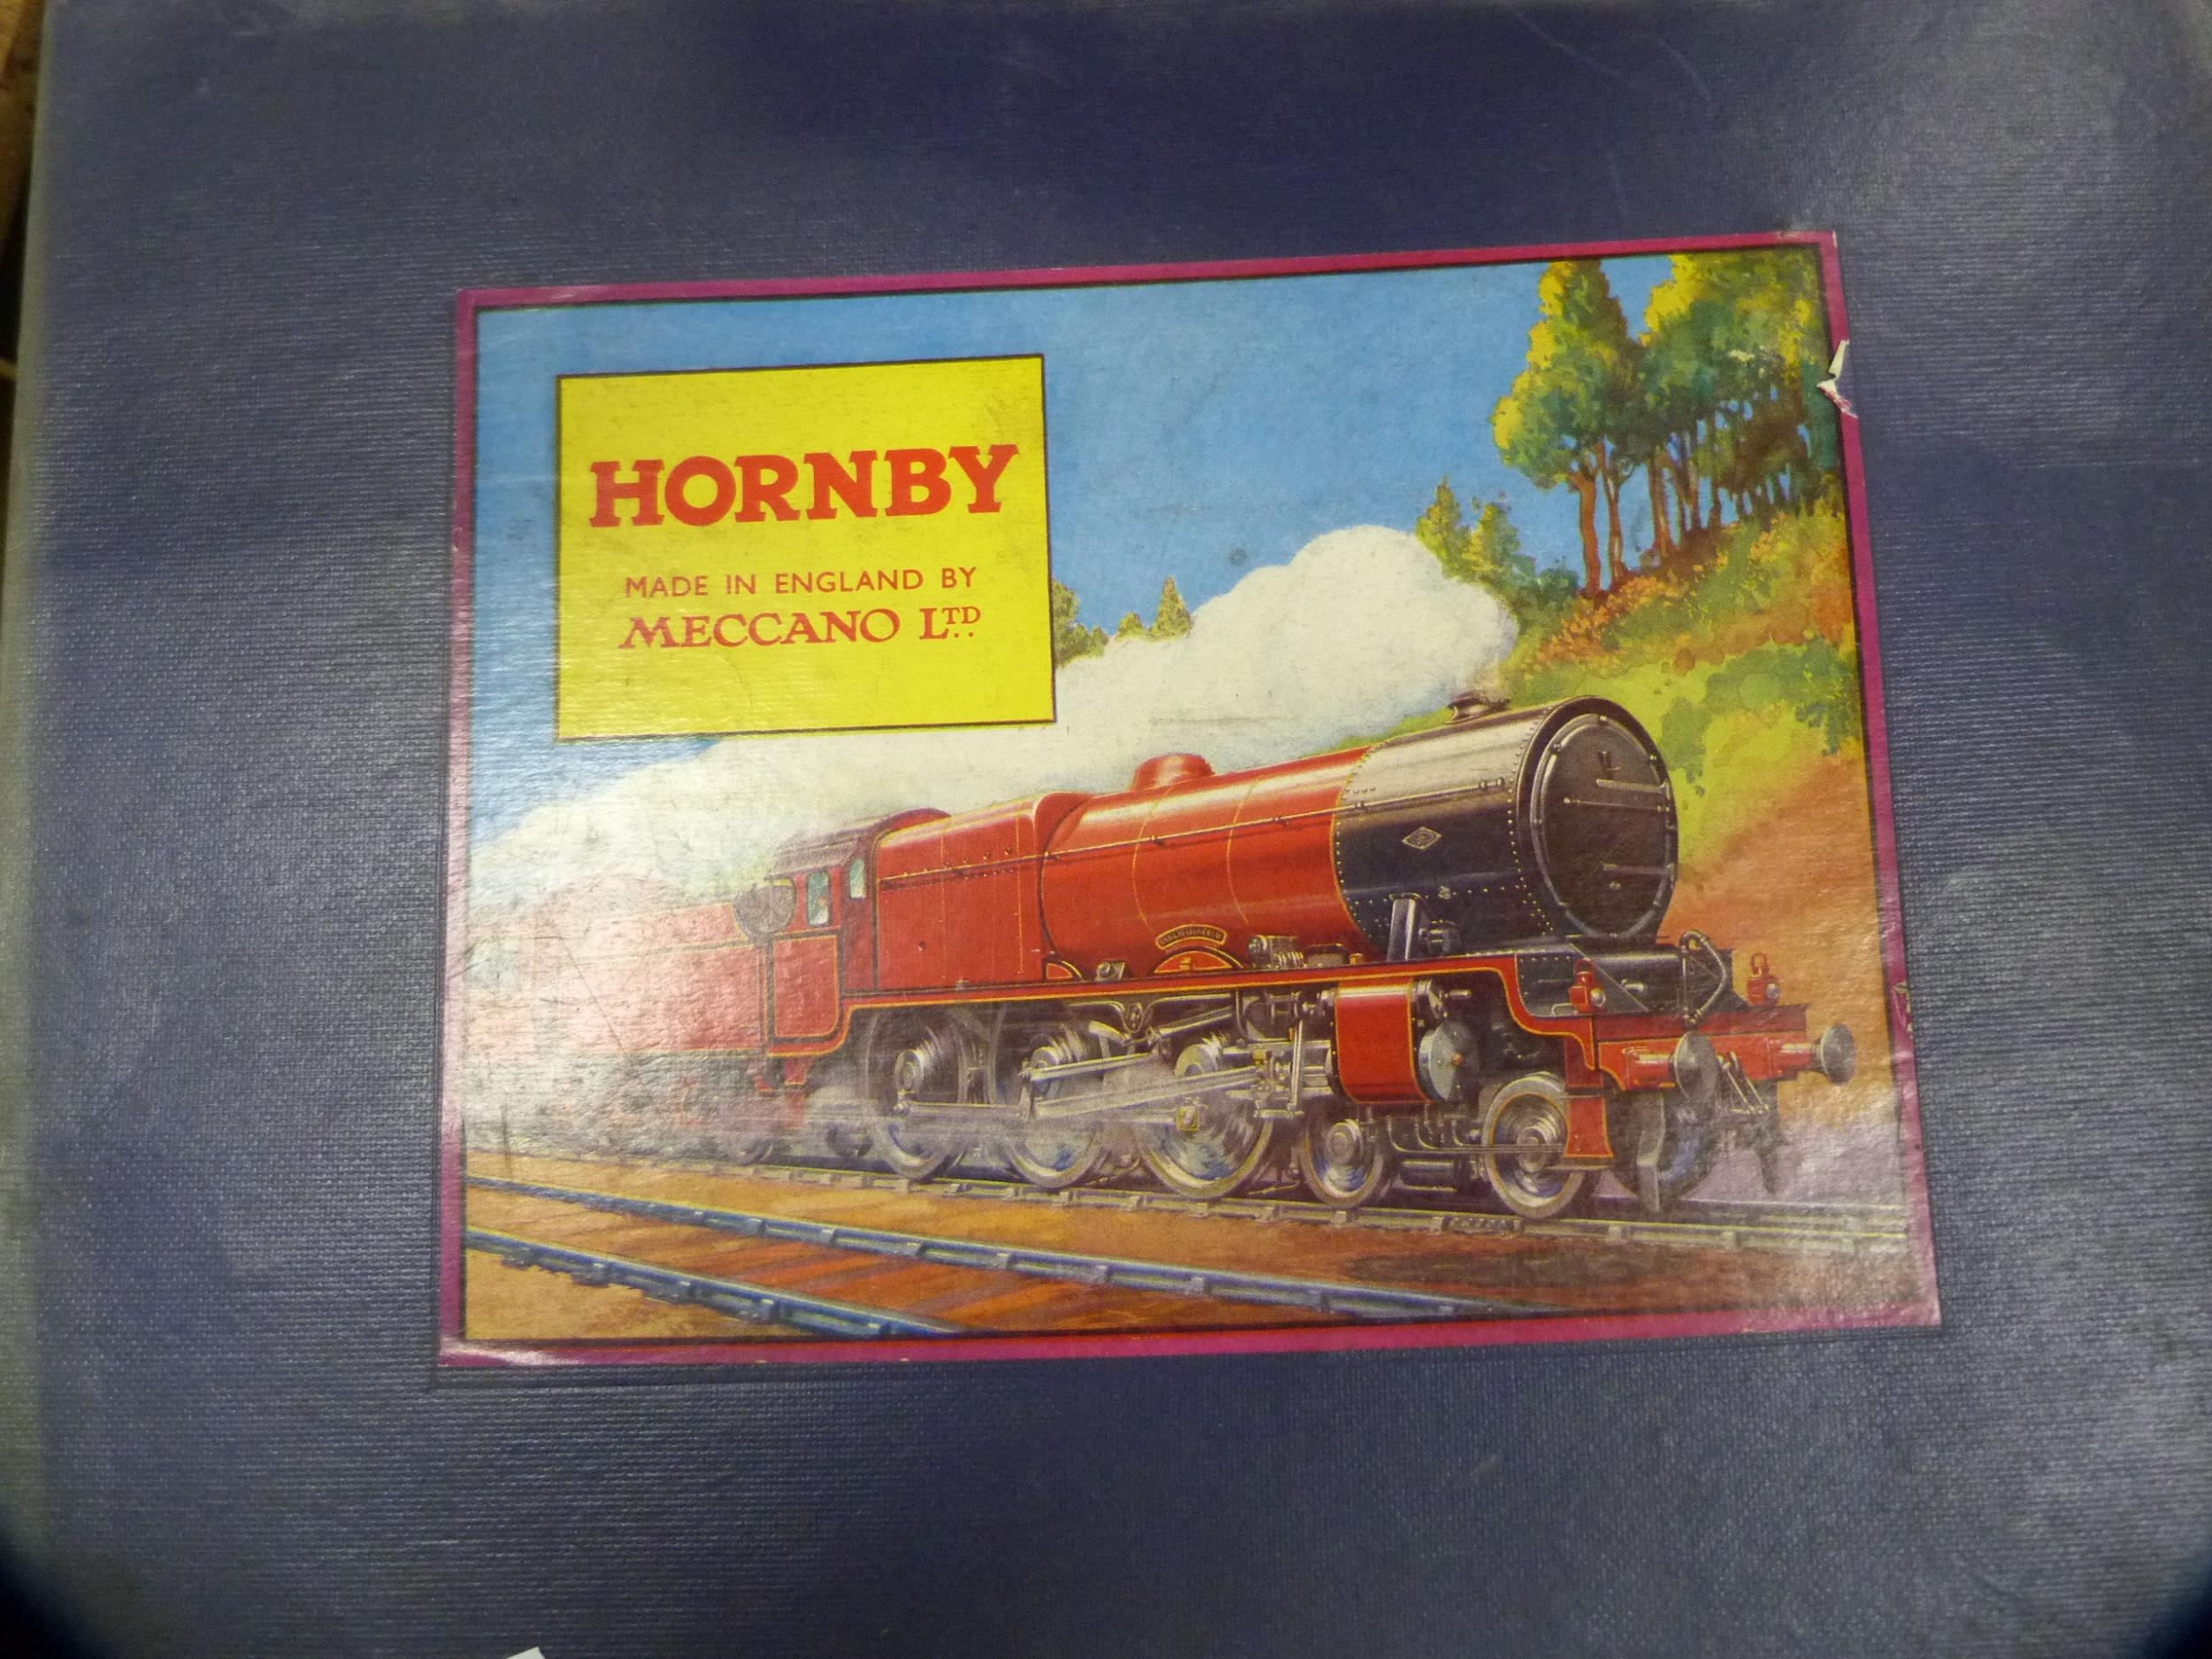 HORNBY
MADE IN ENGLAND BY
MECCANO LTD